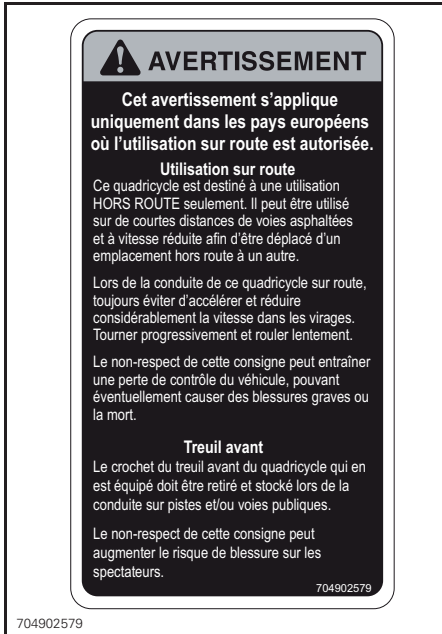 AVERTISSEMENT
Cet avertissement s’applique
uniquement dans les pays européens
où l’utilisation sur route est autorisée.
Utilisation sur route
Ce quadricycle est destiné à une utilisation
HORS ROUTE seulement. Il peut être utilisé
sur de courtes distances de voies asphaltées
et à vitesse réduite afin d’être déplacé d’un
emplacement hors route à un autre.
Lors de la conduite de ce quadricycle sur route,
toujours éviter d’accélérer et réduire
considérablement la vitesse dans les virages.
Tourner progressivement et rouler lentement.
Le non-respect de cette consigne peut entraîner
une perte de contrôle du véhicule, pouvant
éventuellement causer des blessures graves ou
la mort.
Treuil avant
Le crochet du treuil avant du quadricycle qui en
est équipé doit être retiré et stocké lors de la
conduite sur pistes et/ou voies publiques.
Le non-respect de cette consigne peut
augmenter le risque de blessure sur les
spectateurs.
704902579
704902579